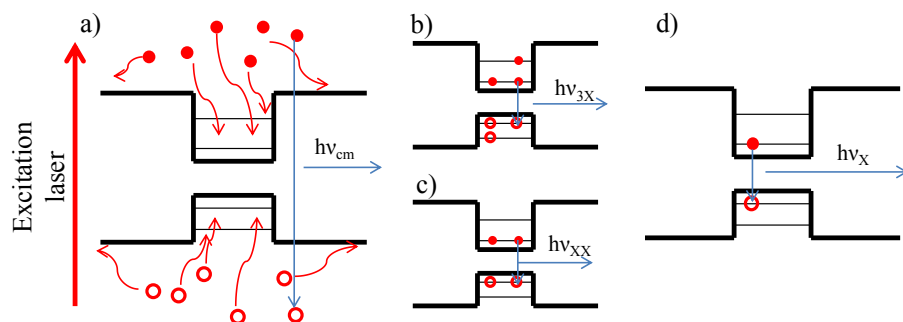 a)
Excitation
laser
hνcm
b)
hν3X
c)
hνXX
d)
hνX